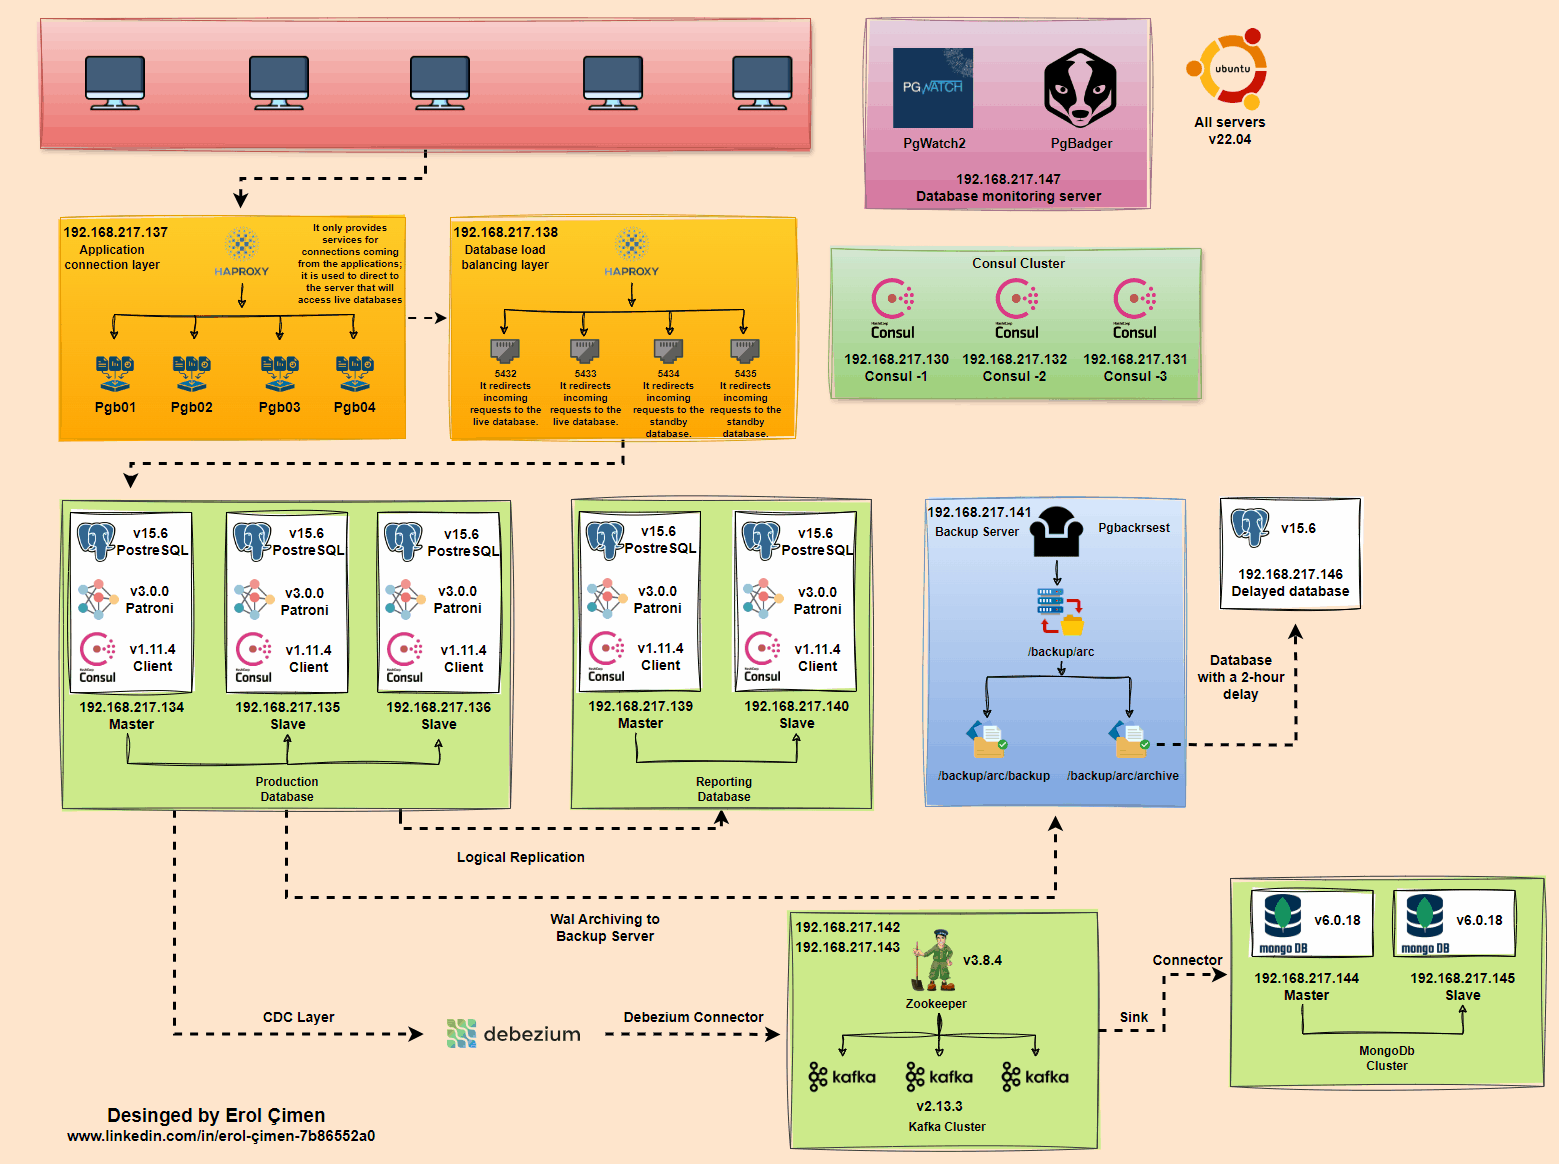 PGWATCH
PgWatch2
PgBadger
192.168.217.147
Database monitoring server
ubuntu
All servers
v22.04
192.168.217.137
Application
connection layer
HAPROXY
It only provides
services for
connections coming
from the applications;
it is used to direct to
the server that will
access live databases
Pgb01
Pgb02
Pgb03
Pgb04
192.168.217.138
Database load
balancing layer
HAPROXY
5432
It redirects
incoming
requests to the
live database.
5433
It redirects
incoming
requests to the
live database.
5434
It redirects
incoming
requests to the
standby
database.
5435
It redirects
incoming
requests to the
standby
database.
Consul Cluster
HashiCorp
Consul
192.168.217.130
Consul -1
HashiCorp
Consul
192.168.217.132
Consul -2
HashiCorp
Consul
192.168.217.131
Consul -3
v15.6
PostreSQL
v3.0.0
Patroni
v1.11.4
Client
HashiCorp
Consul
192.168.217.134
Master
v15.6
PostreSQL
v3.0.0
Patroni
v1.11.4
Client
HashiCorp
Consul
192.168.217.135
Slave
v15.6
PostreSQL
v3.0.0
Patroni
v1.11.4
Client
HashiCorp
Consul
192.168.217.136
Slave
Production
Database
v15.6
PostreSQL
v3.0.0
Patroni
v1.11.4
Client
HashiCorp
Consul
192.168.217.139
Master
v15.6
PostreSQL
v3.0.0
Patroni
v1.11.4
Client
HashiCorp
Consul
192.168.217.140
Slave
Reporting
Database
192.168.217.141
Backup Server
Pgbackrsest
/backup/arc
/backup/arc/backup
/backup/arc/archive
v15.6
192.168.217.146
Delayed database
Database
with a 2-hour
delay
Logical Replication
Wal Archiving to
Backup Server
CDC Layer
debezium
Debezium Connector
192.168.217.142
192.168.217.143
v3.8.4
Zookeeper
kafka
kafka
kafka
v2.13.3
Kafka Cluster
Connector
Sink
mongo DB
v6.0.18
192.168.217.144
Master
mongo DB
v6.0.18
192.168.217.145
Slave
MongoDb
Cluster
Desinged by Erol Çimen
www.linkedin.com/in/erol-çimen-7b86552a0